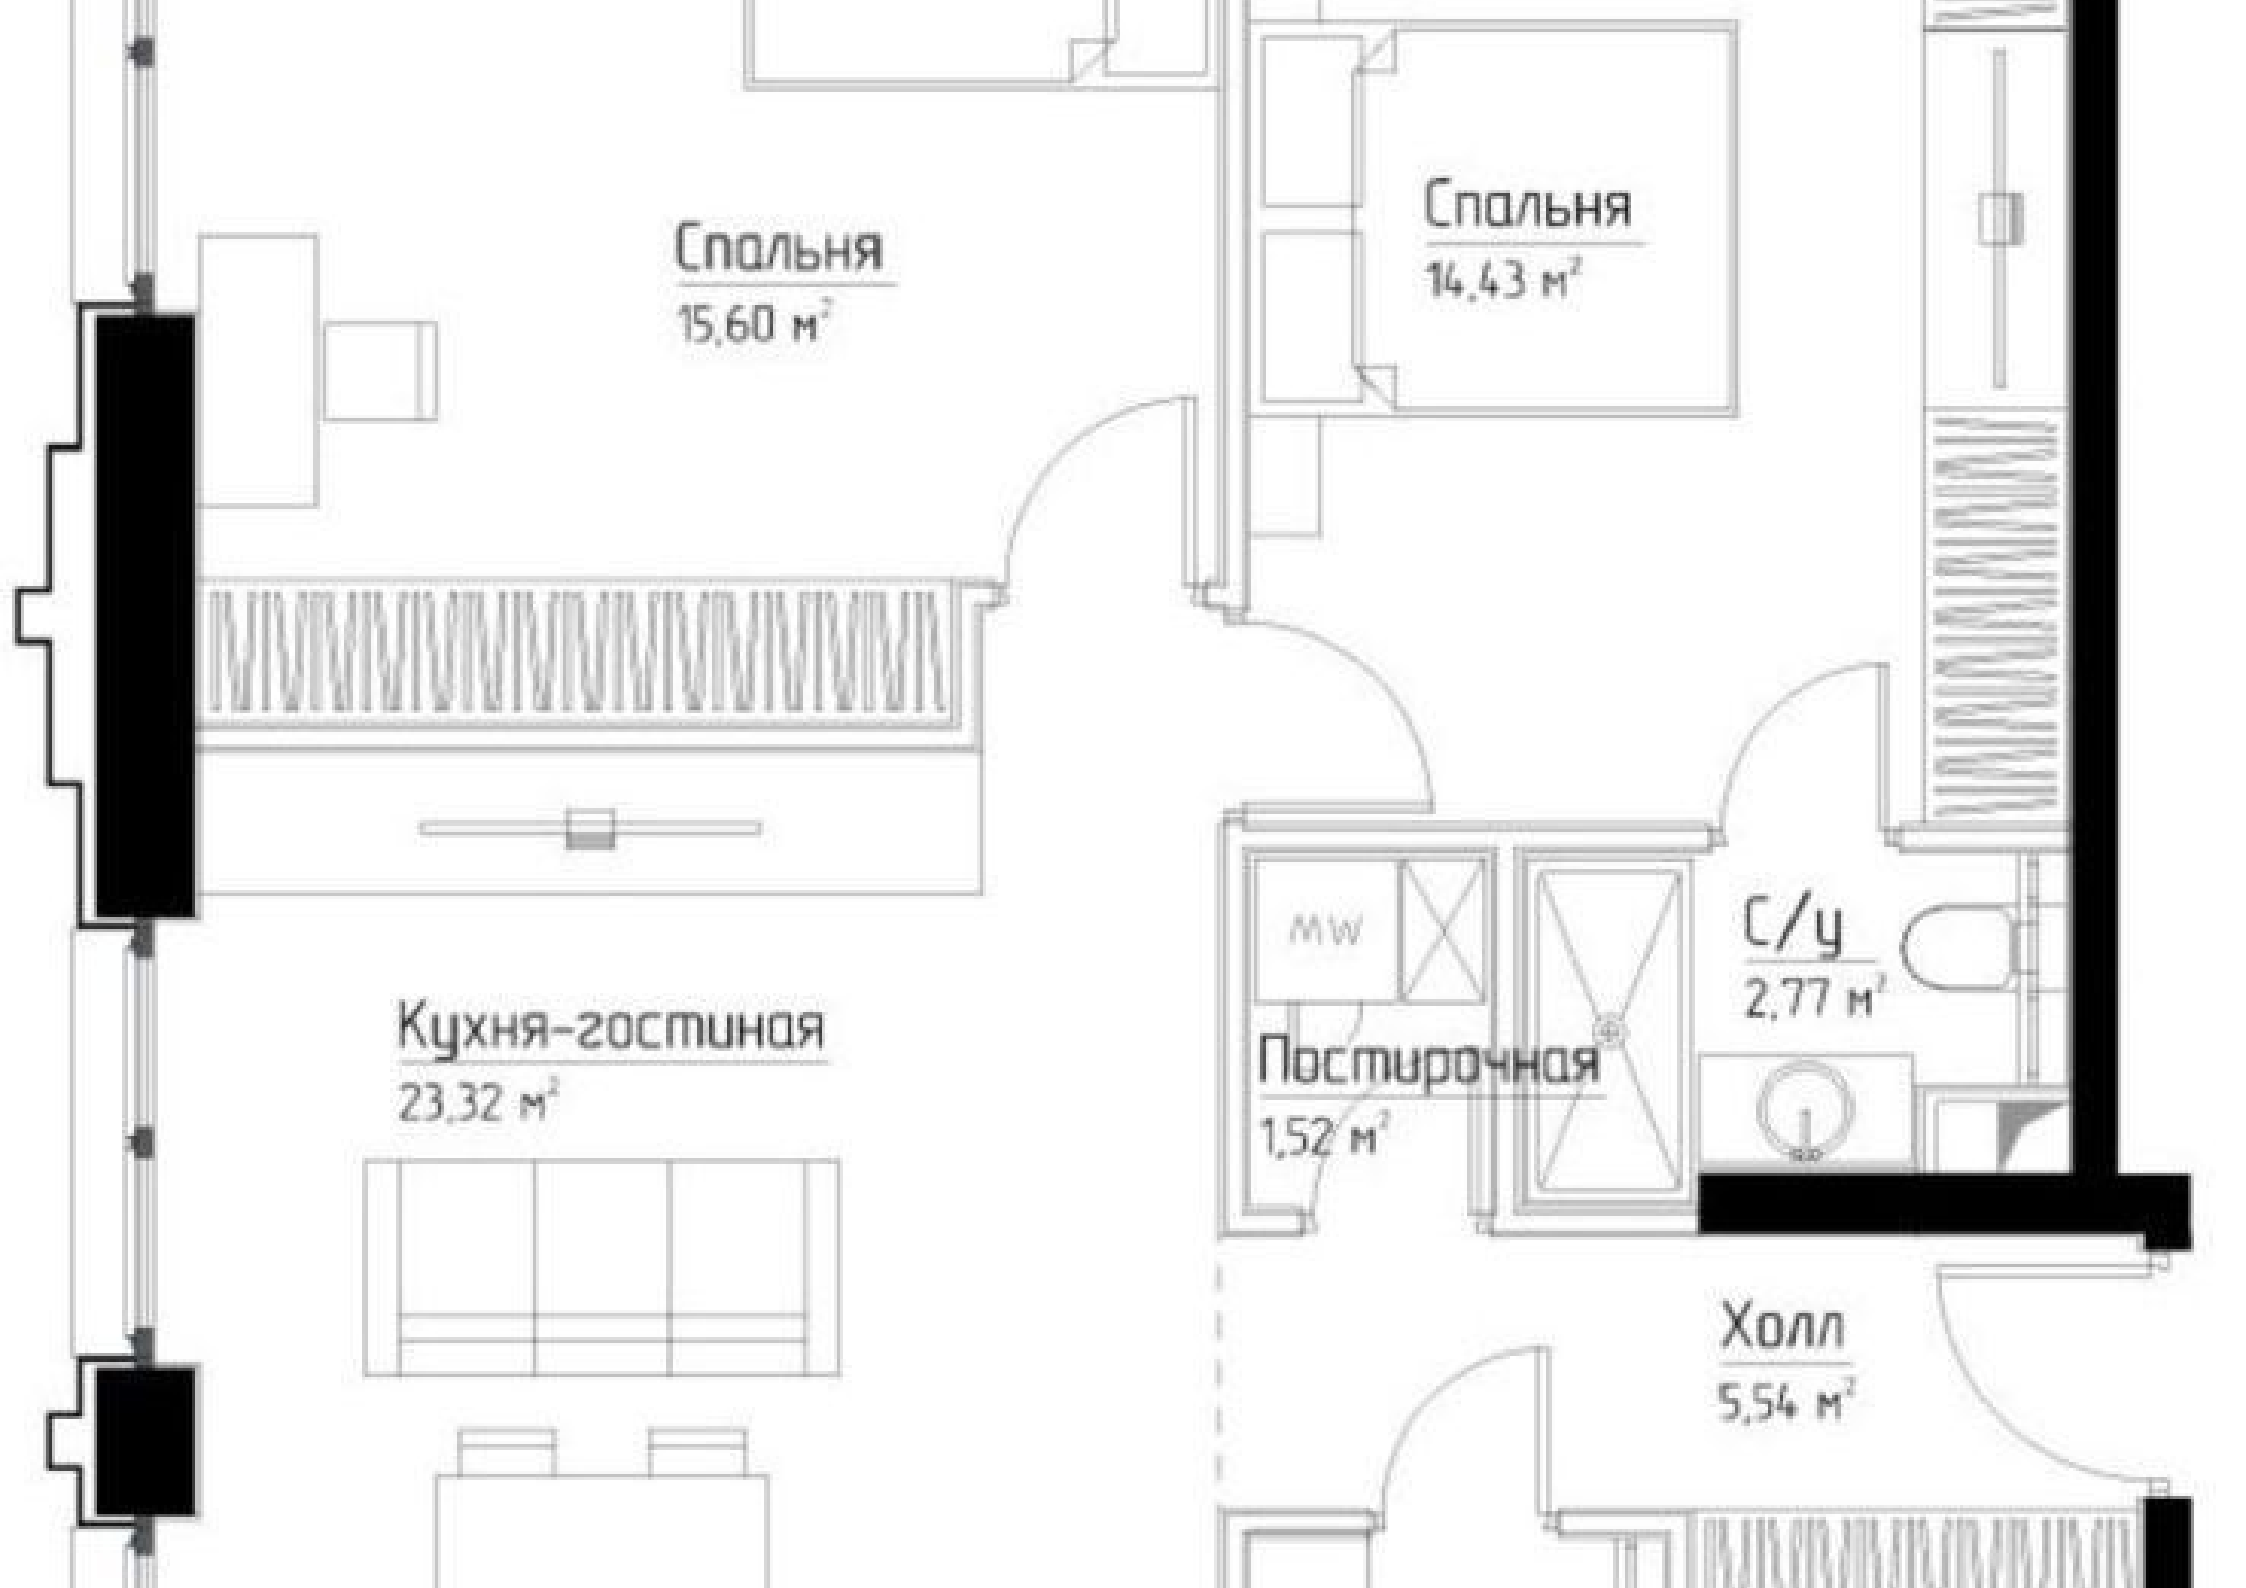 Спальня
15,60 м²
Спальня
14,43 м²
MW
С/у
2,77 м²
Кухня-гостиная
23,32 м²
Постирочная
1,52 м²
Холл
5,54 м²